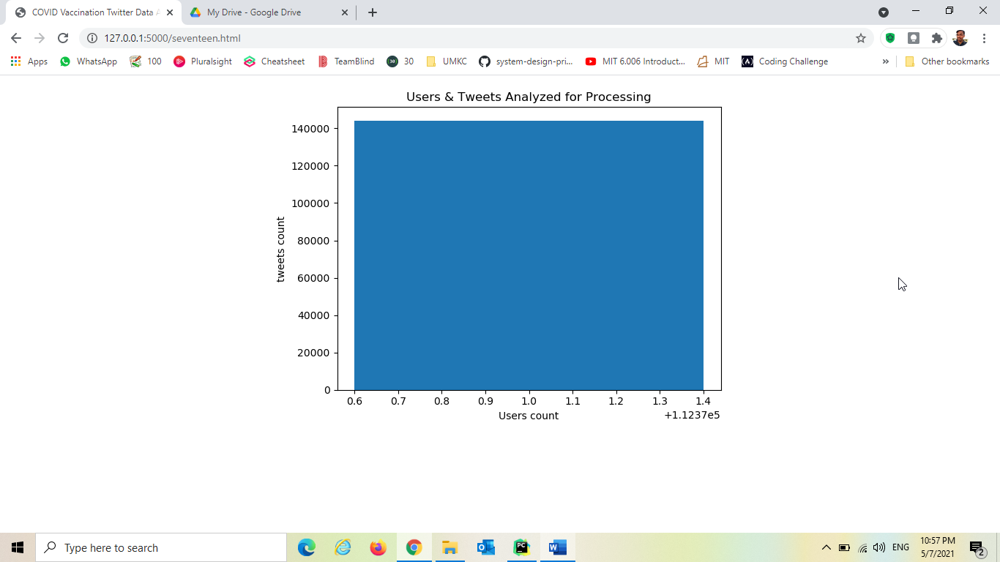 COVID Vaccination Twitter Data A
My Drive - Google Drive
127.0.0.1:5000/seventeen.html
Apps WhatsApp 100 Pluralsight Cheatsheet TeamBlind 30 30 UMKC system-design-pri... MIT 6.006 Introduct... MIT Coding Challenge » Other bookmarks
Users & Tweets Analyzed for Processing
tweets count
140000
120000
100000
80000
60000
40000
20000
0
0.6 0.7 0.8 0.9 1.0 1.1 1.2 1.3 1.4
Users count
+1.1237e5
Type here to search
PC
ENG
10:57 PM
5/7/2021
2